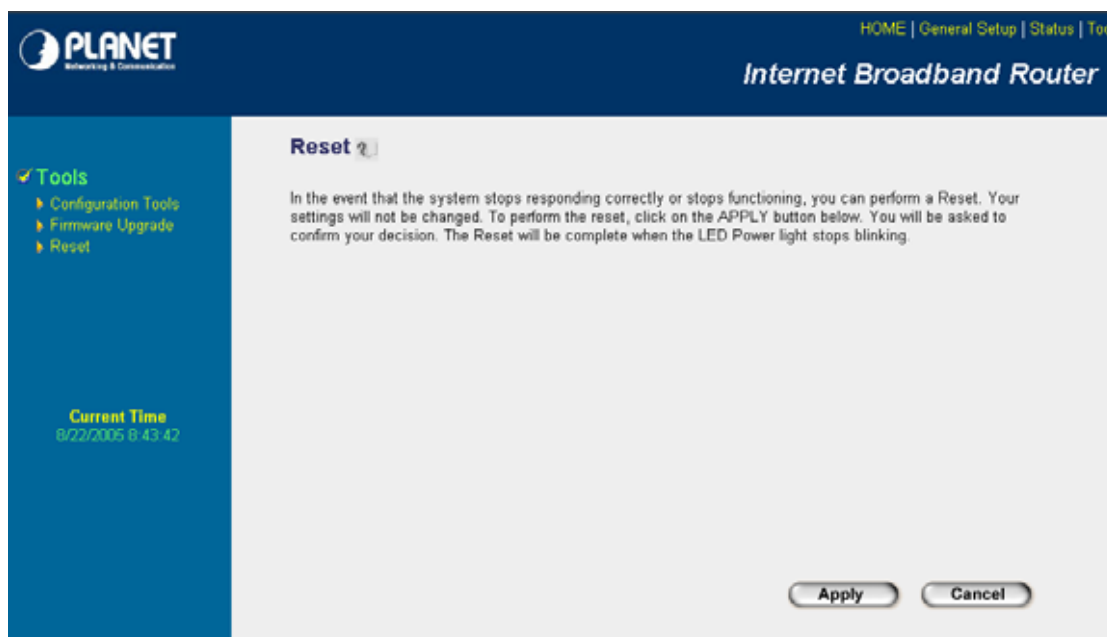 PLANET
Networking & Communication
HOME | General Setup | Status | Too
Internet Broadband Router
Tools
Configuration Tools
Firmware Upgrade
Reset
Current Time
8/22/2005 8:43:42
Reset
In the event that the system stops responding correctly or stops functioning, you can perform a Reset. Your
settings will not be changed. To perform the reset, click on the APPLY button below. You will be asked to
confirm your decision. The Reset will be complete when the LED Power light stops blinking.
Apply
Cancel